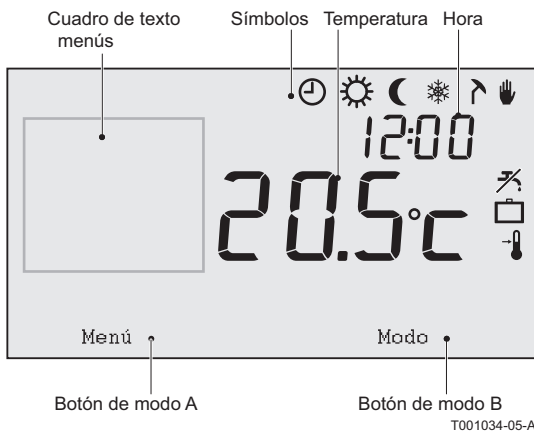 Cuadro de texto
menús
Símbolos Temperatura Hora
12:00
20.5°c
Menú Modo
Botón de modo A Botón de modo B
T001034-05-A